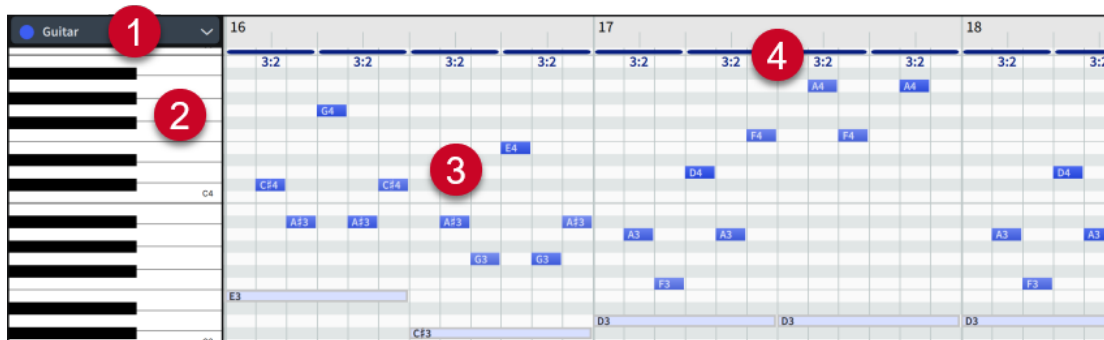 Guitar 1 16 17 18
3:2 3:2 3:2 3:2 3:2 3:2 4 3:2 3:2 3:2
A4 A4
2 G4
F4 F4
E4
3 D4 D4
C♯4 C♯4 C4
A♯3 A♯3 A♯3 A♯3
A3 A3 A3 A3
G3 G3
F3 F3
E3
D3 D3 D3
C♯3